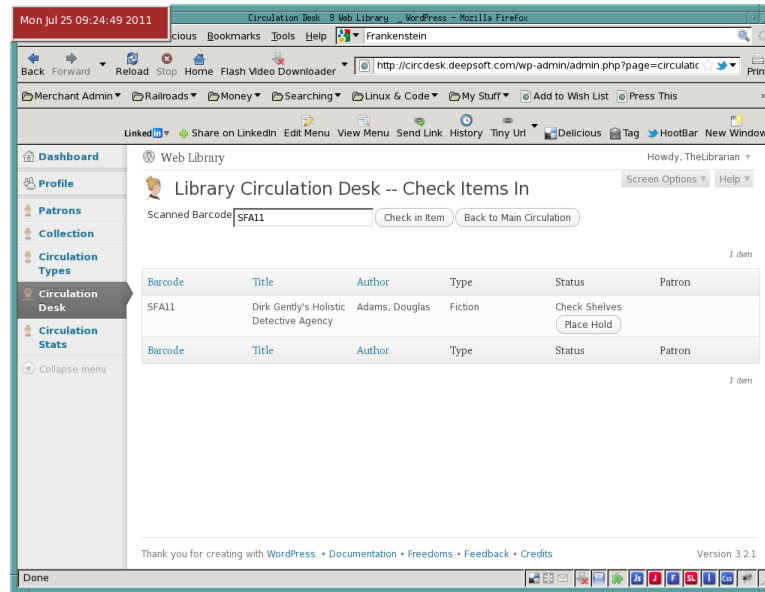 Mon Jul 25 09:24:49 2011
Circulation Desk 9 Web Library _ WordPress - Mozilla Firefox
cious Bookmarks Tools Help Frankenstein
Back Forward Reload Stop Home Flash Video Downloader http://circdesk.deepsoft.com/wp-admin/admin.php?page=circulatic Prin
Merchant Admin Railroads Money Searching Linux & Code My Stuff Add to Wish List Press This
Linked in Share on LinkedIn Edit Menu View Menu Send Link History Tiny Url Delicious Tag HootBar New Window
Dashboard
Profile
Patrons
Collection
Circulation
Types
Circulation
Desk
Circulation
Stats
Collapse menu
Web Library Howdy, TheLibrarian
Screen Options Help
Library Circulation Desk -- Check Items In
Scanned Barcode SFA11 Check in Item Back to Main Circulation
1 item
Barcode Title Author Type Status Patron
SFA11 Dirk Gently's Holistic Adams, Douglas Fiction Check Shelves
Detective Agency Place Hold
Barcode Title Author Type Status Patron
1 item
Thank you for creating with WordPress. • Documentation • Freedoms • Feedback • Credits Version 3.2.1
Done Js J F SL I Css